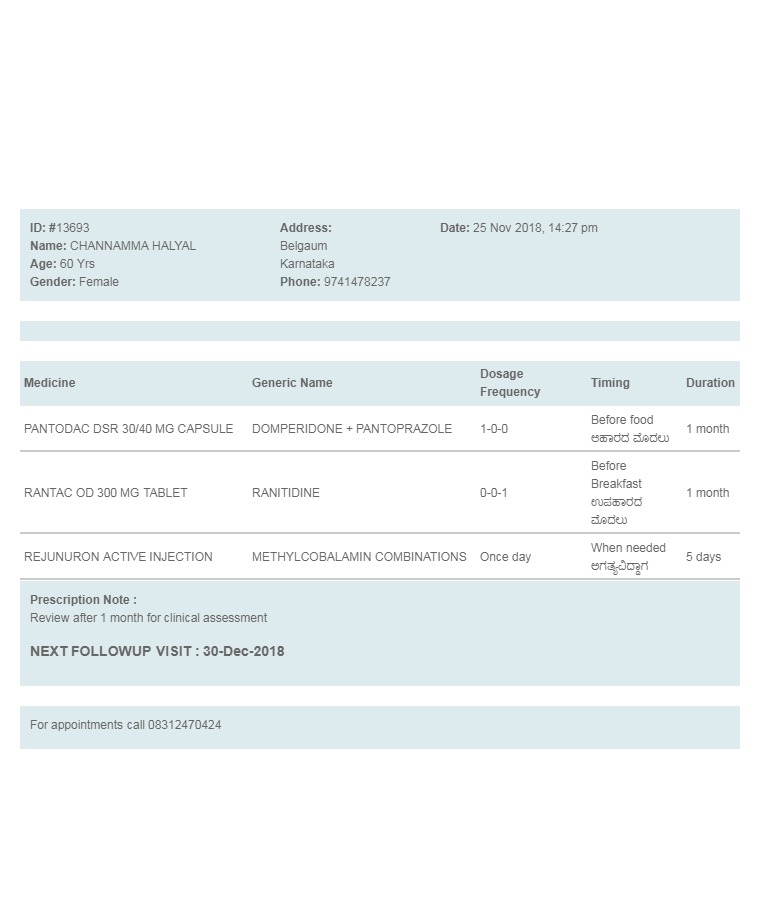 ID: #13693
Name: CHANNAMMA HALYAL
Age: 60 Yrs
Gender: Female
Address:
Belgaum
Karnataka
Phone: 9741478237
Date: 25 Nov 2018, 14:27 pm
Medicine Generic Name Dosage Frequency Timing Duration
PANTODAC DSR 30/40 MG CAPSULE DOMPERIDONE + PANTOPRAZOLE 1-0-0 Before food 1 month
ಅಹಾರದ ಮೊದಲು
RANTAC OD 300 MG TABLET RANITIDINE 0-0-1 Before Breakfast 1 month
ಉಪಹಾರದ
ಮೊದಲು
REJUNURON ACTIVE INJECTION METHYLCOBALAMIN COMBINATIONS Once day When needed 5 days
ಅಗತ್ಯವಿದ್ದಾಗ
Prescription Note :
Review after 1 month for clinical assessment
NEXT FOLLOWUP VISIT : 30-Dec-2018
For appointments call 08312470424